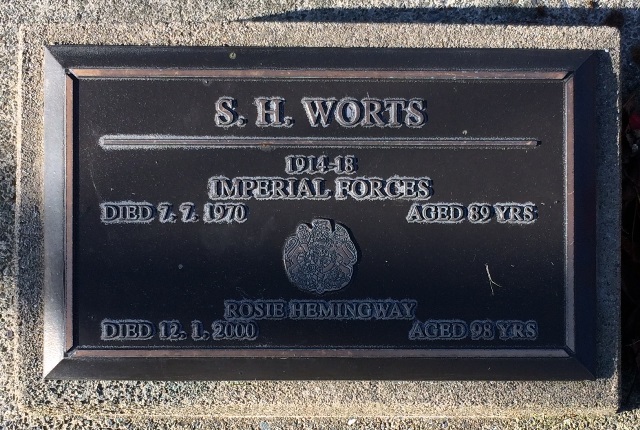 S. H. WORTS
1914-18
IMPERIAL FORCES
DIED 7. 7. 1970 AGED 89 YRS
ROSIE HEMINGWAY
DIED 12. 1. 2000 AGED 98 YRS